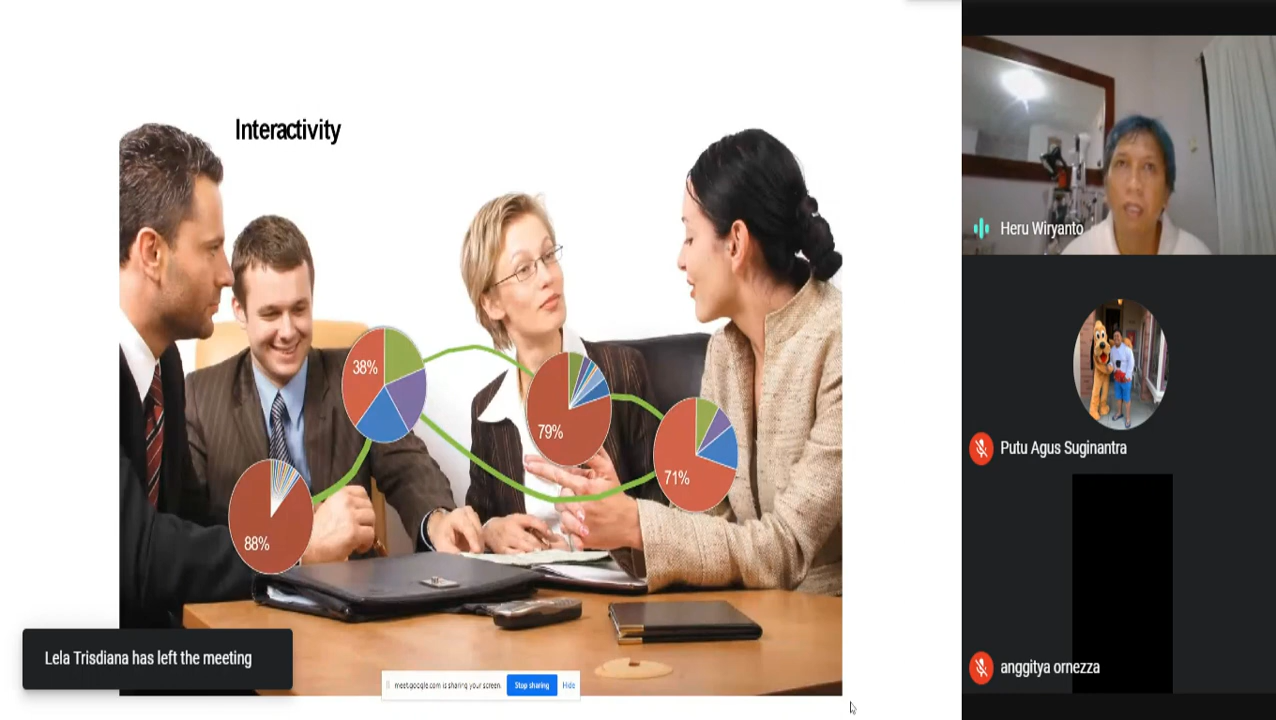 Interactivity
Heru Wiryanto
38%
79%
Putu Agus Suginantra
71%
88%
Lela Trisdiana has left the meeting
anggitya ornezza
meet.google.com is sharing your screen.
Stop sharing
Hide